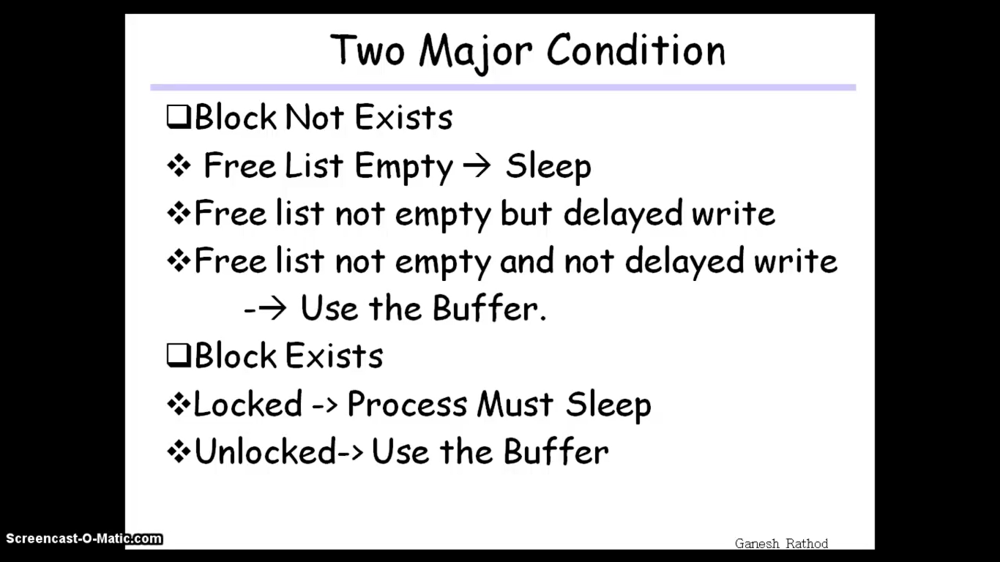 Two Major Condition
❑Block Not Exists
❖ Free List Empty → Sleep
❖Free list not empty but delayed write
❖Free list not empty and not delayed write
-→ Use the Buffer.
❑Block Exists
❖Locked -> Process Must Sleep
❖Unlocked-> Use the Buffer
Screencast-O-Matic.com
Ganesh Rathod